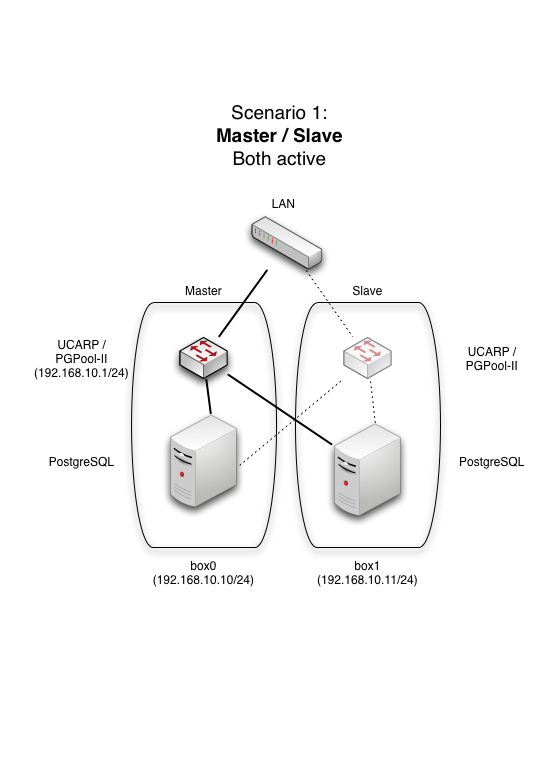 Scenario 1:
Master / Slave
Both active
LAN
Master
Slave
UCARP /
PGPool-II
(192.168.10.1/24)
UCARP /
PGPool-II
PostgreSQL
PostgreSQL
box0
(192.168.10.10/24)
box1
(192.168.10.11/24)